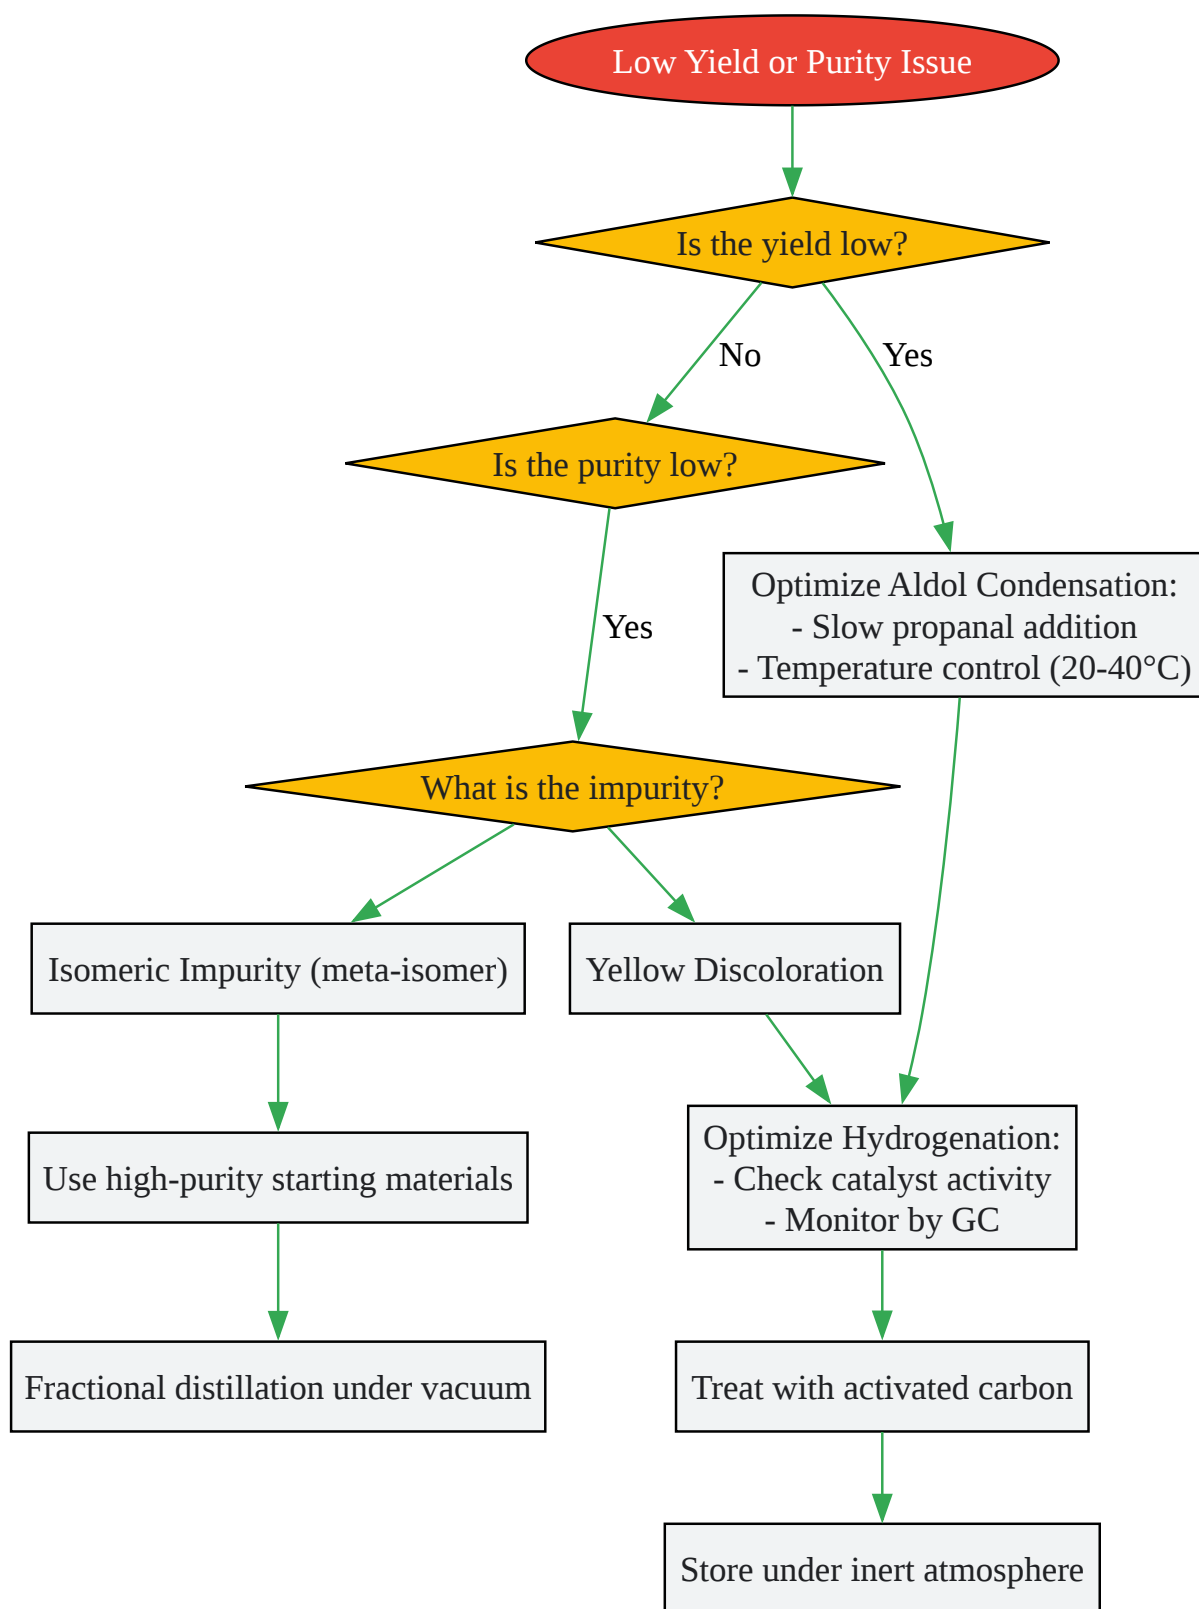 Low Yield or Purity Issue
Is the yield low?
No
Yes
Is the purity low?
Optimize Aldol Condensation:
- Slow propanal addition
- Temperature control (20-40°C)
Yes
What is the impurity?
Isomeric Impurity (meta-isomer)
Yellow Discoloration
Use high-purity starting materials
Optimize Hydrogenation:
- Check catalyst activity
- Monitor by GC
Fractional distillation under vacuum
Treat with activated carbon
Store under inert atmosphere